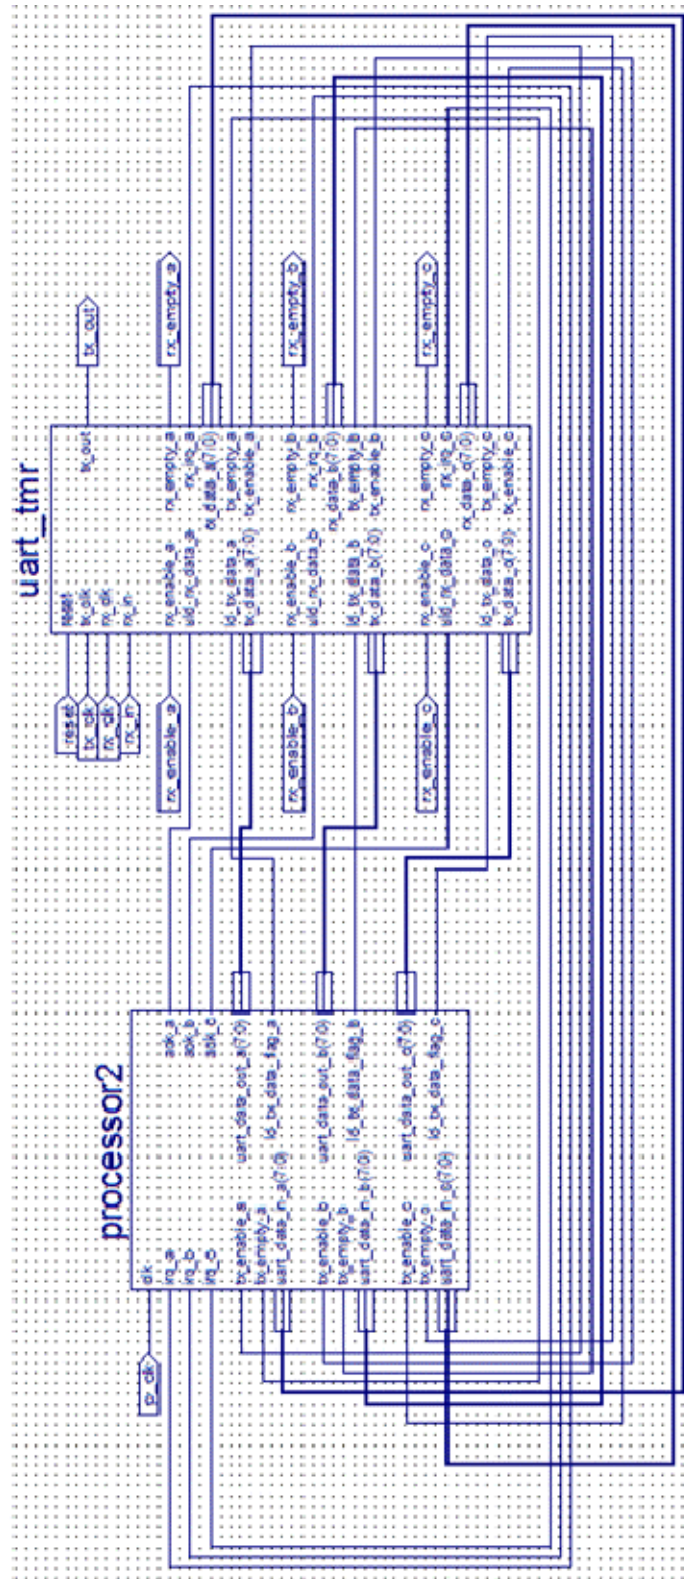 processor2
pr_clk
clk
irq_a
irq_b
irq_c
tx_enable_a
tx_empty_a
uart_data_in_a(7:0)
tx_enable_b
tx_empty_b
uart_data_in_b(7:0)
tx_enable_c
tx_empty_c
uart_data_in_c(7:0)
ack_a
ack_b
ack_c
uart_data_out_a(7:0)
ld_tx_data_flag_a
uart_data_out_b(7:0)
ld_tx_data_flag_b
uart_data_out_c(7:0)
ld_tx_data_flag_c
uart_tmr
reset
tx_clk
rx_clk
rx_in
rx_enable_a
rx_enable_b
rx_enable_c
reset
tx_clk
rx_clk
rx_in
rx_enable_a
uld_rx_data_a
ld_tx_data_a
tx_data_a(7:0)
rx_enable_b
uld_rx_data_b
ld_tx_data_b
tx_data_b(7:0)
rx_enable_c
uld_rx_data_c
ld_tx_data_c
tx_data_c(7:0)
tx_out
rx_empty_a
rx_irq_a
rx_data_a(7:0)
tx_empty_a
tx_enable_a
rx_empty_b
rx_irq_b
rx_data_b(7:0)
tx_empty_b
tx_enable_b
rx_empty_c
rx_irq_c
rx_data_c(7:0)
tx_empty_c
tx_enable_c
tx_out
rx_empty_a
rx_empty_b
rx_empty_c